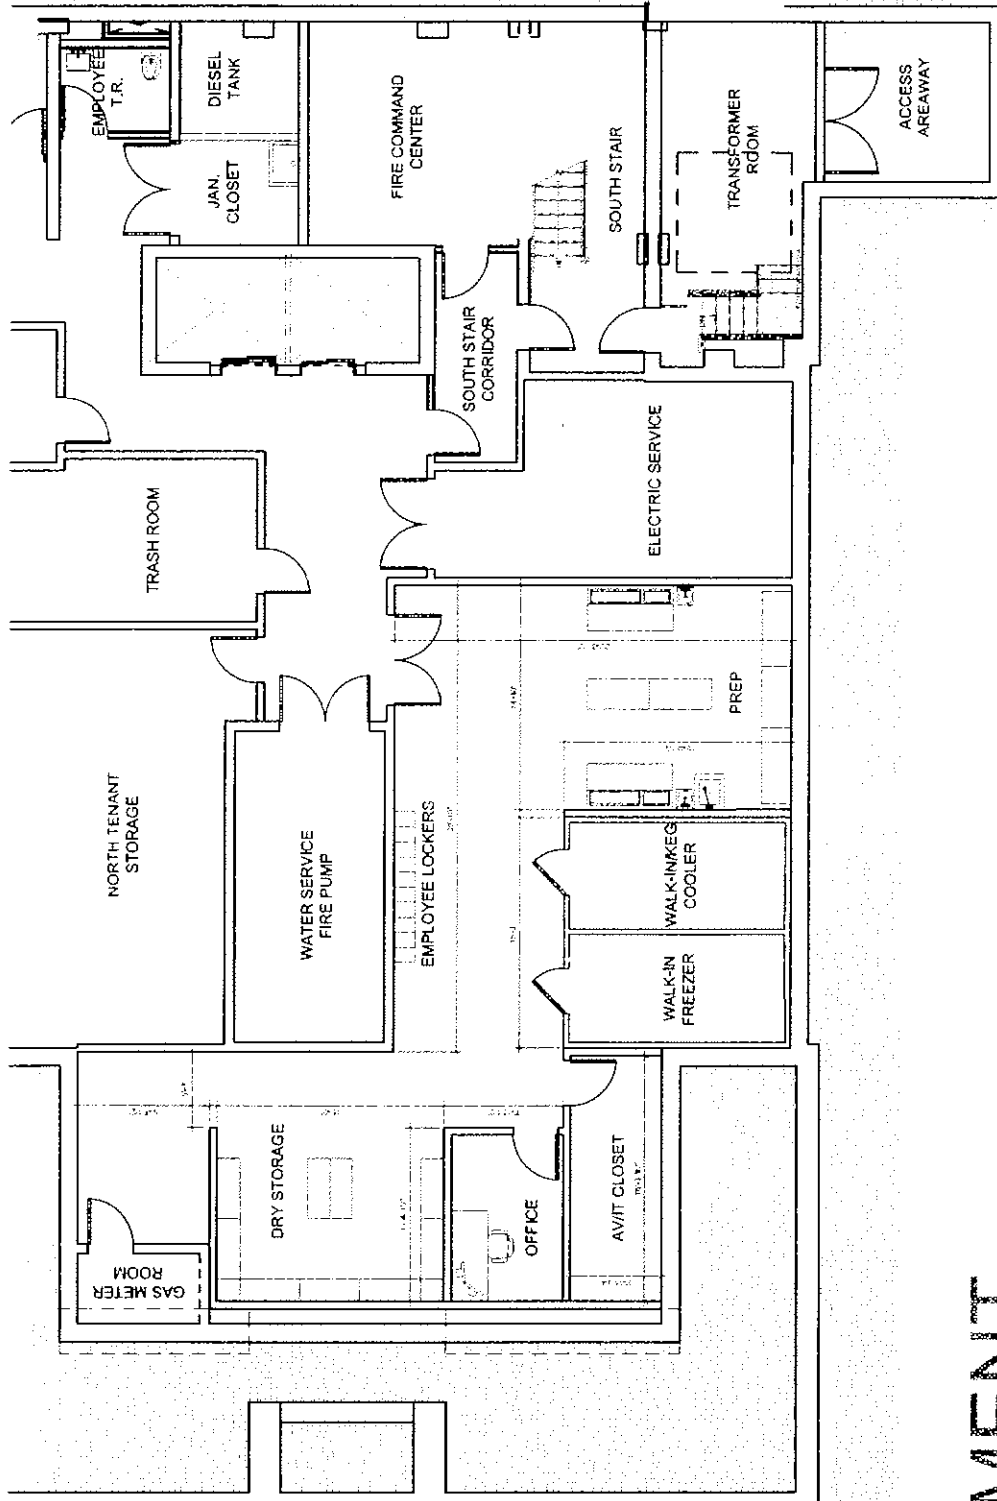 EMPLOYEE
T.R.
DIESEL
TANK
JAN.
CLOSET
FIRE COMMAND
CENTER
SOUTH STAIR
TRANSFORMER
ROOM
ACCESS
AREAWAY
SOUTH STAIR
CORRIDOR
TRASH ROOM
ELECTRIC SERVICE
NORTH TENANT
STORAGE
WATER SERVICE
FIRE PUMP
EMPLOYEE LOCKERS
PREP
WALK-IN/KEG
COOLER
WALK-IN
FREEZER
DRY STORAGE
OFFICE
AV/IT CLOSET
GAS METER
ROOM
MENT